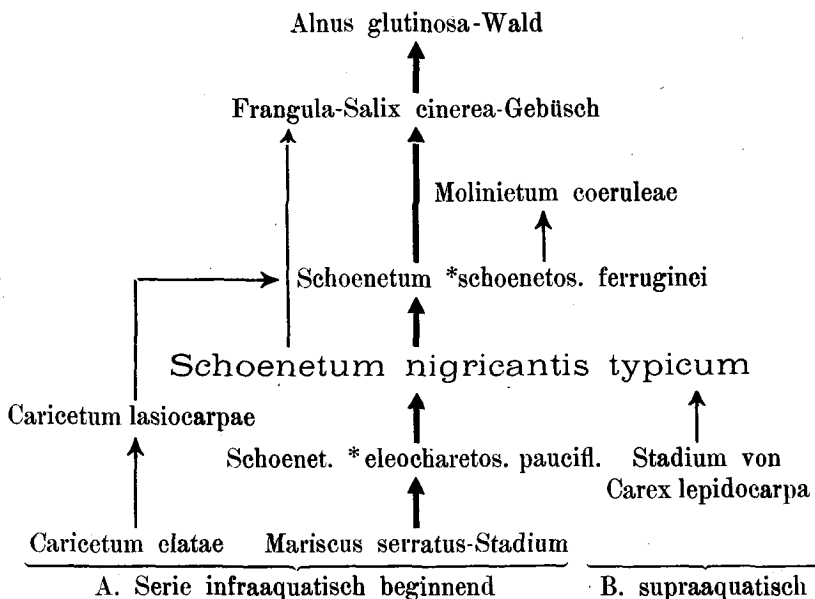 Alnus glutinosa-Wald
Frangula-Salix cinerea-Gebüsch
Molinietum coeruleae
Schoenetum *schoenetos. ferruginei
Schoenetum nigricantis typicum
Caricetum lasiocarpae
Schoenet. *eleocharetos. paucifl.
Stadium von
Carex lepidocarpa
Caricetum elatae
Mariscus serratus-Stadium
A. Serie infraaquatisch beginnend
B. supraaquatisch